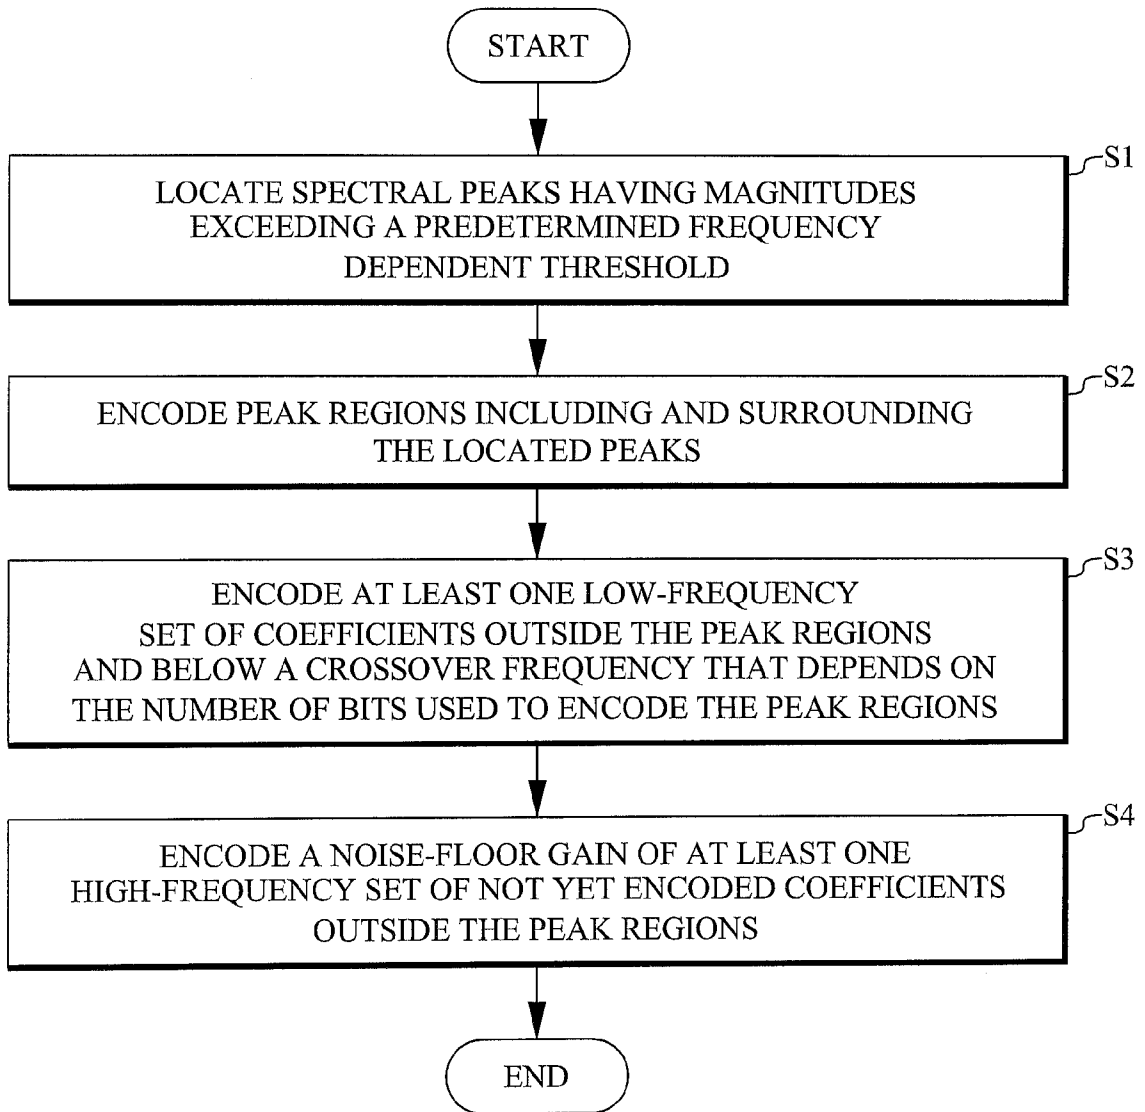 START
S1
LOCATE SPECTRAL PEAKS HAVING MAGNITUDES
EXCEEDING A PREDETERMINED FREQUENCY
DEPENDENT THRESHOLD
S2
ENCODE PEAK REGIONS INCLUDING AND SURROUNDING
THE LOCATED PEAKS
S3
ENCODE AT LEAST ONE LOW-FREQUENCY
SET OF COEFFICIENTS OUTSIDE THE PEAK REGIONS
AND BELOW A CROSSOVER FREQUENCY THAT DEPENDS ON
THE NUMBER OF BITS USED TO ENCODE THE PEAK REGIONS
S4
ENCODE A NOISE-FLOOR GAIN OF AT LEAST ONE
HIGH-FREQUENCY SET OF NOT YET ENCODED COEFFICIENTS
OUTSIDE THE PEAK REGIONS
END